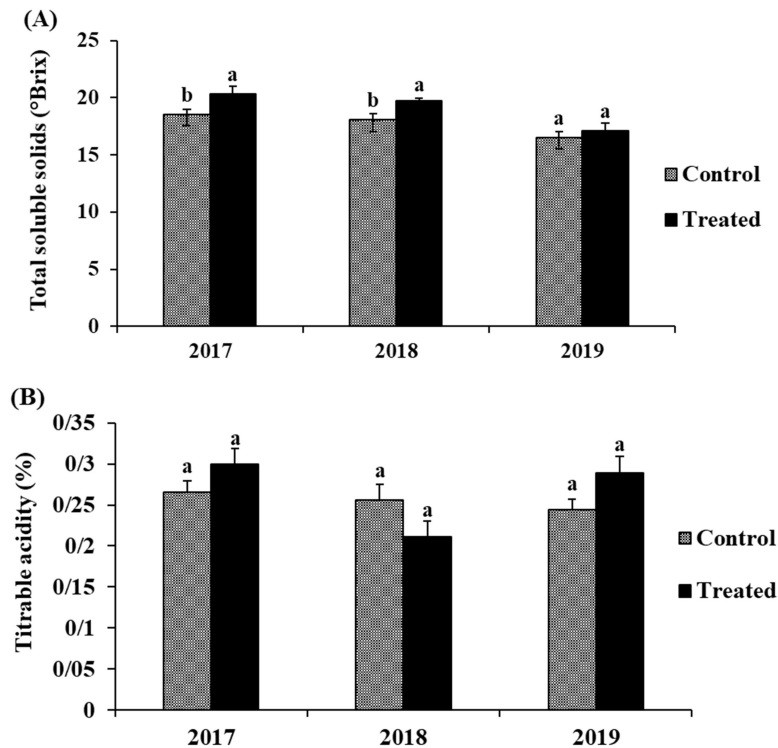 (A)
Total soluble solids (°Brix)
25
20
15
10
5
0
b a
b a
a a
2017 2018 2019
Control
Treated
(B)
Titrable acidity (%)
0/35
0/3
0/25
0/2
0/15
0/1
0/05
0
a a
a a
a a
2017 2018 2019
Control
Treated